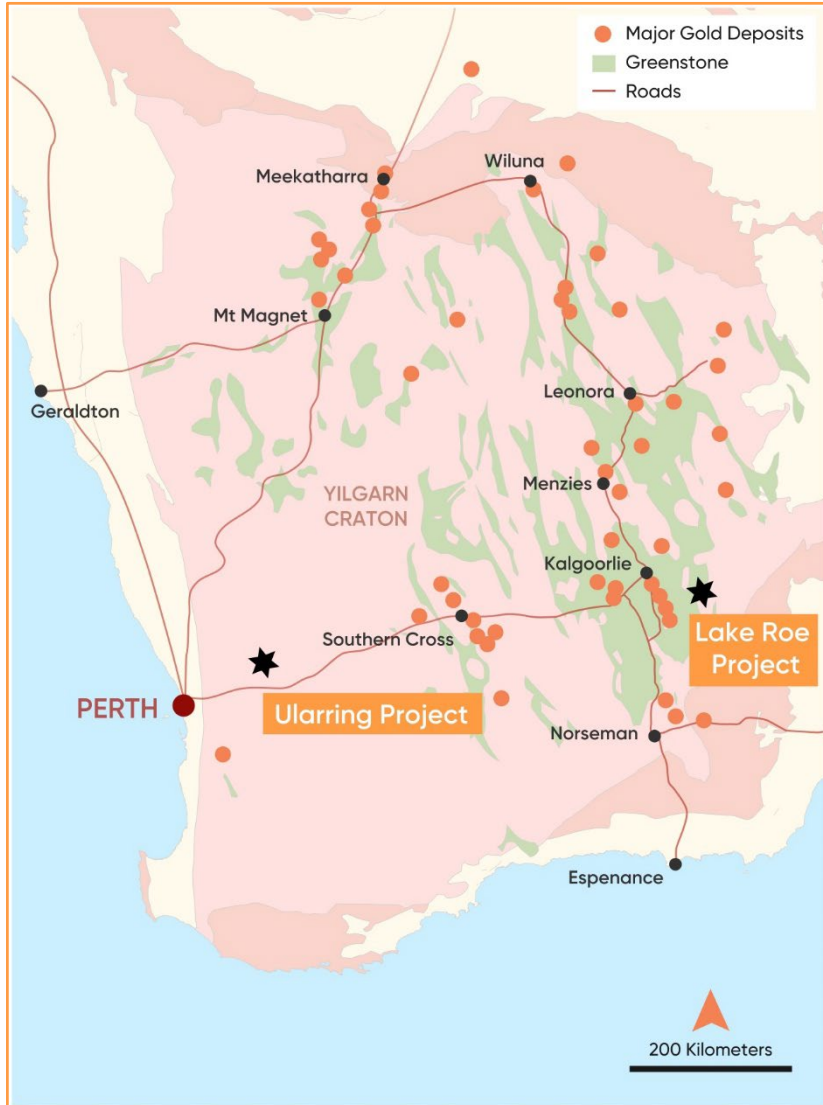 Major Gold Deposits
Greenstone
Roads
Meekatharra
Wiluna
Mt Magnet
Geraldton
Leonora
Menzies
YILGARN
CRATON
Kalgoorlie
Southern Cross
Lake Roe
Project
PERTH
Ularring Project
Norseman
Espenance
200 Kilometers